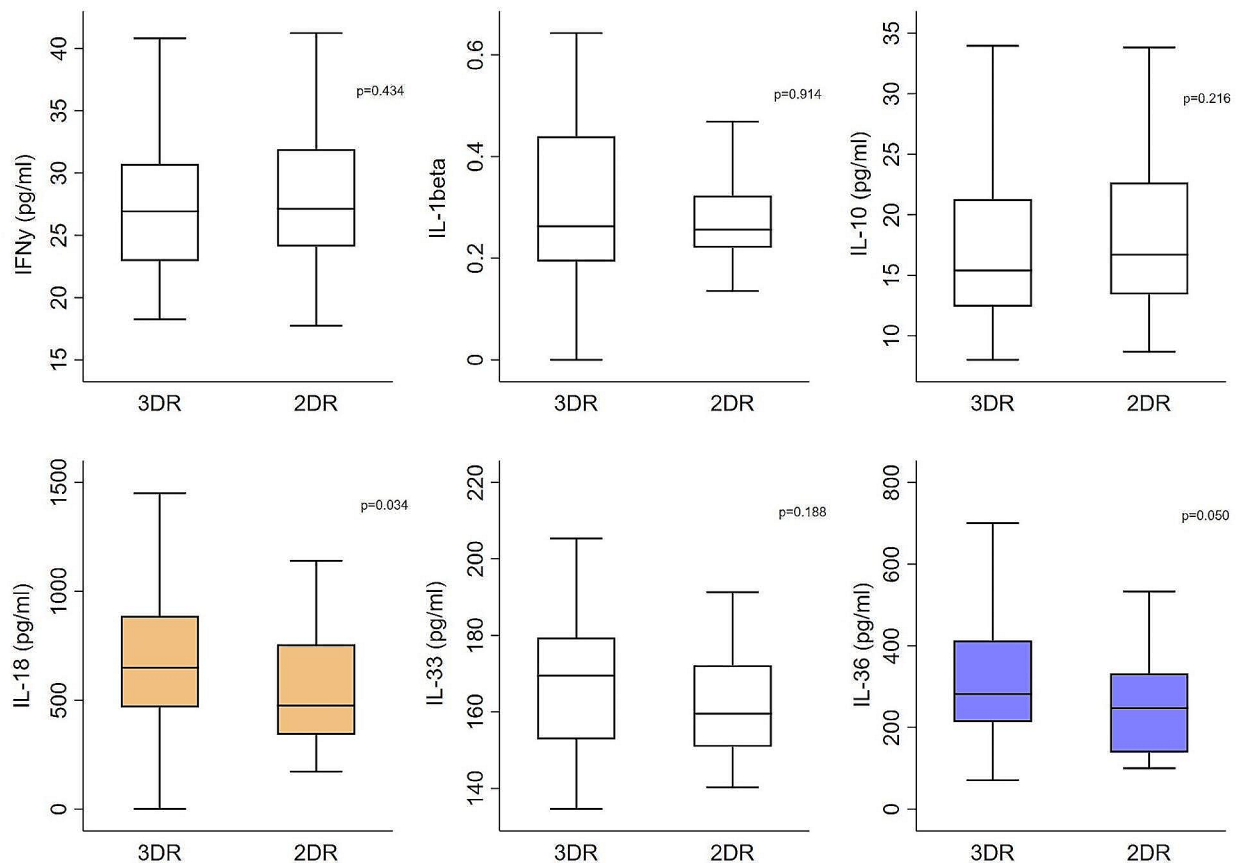 IFNy (pg/ml)
40
35
30
25
20
15
p=0.434
3DR
2DR
IL-1beta
0.6
0.4
0.2
0
p=0.914
3DR
2DR
IL-10 (pg/ml)
35
30
25
20
15
10
p=0.216
3DR
2DR
IL-18 (pg/ml)
1500
1000
500
0
p=0.034
3DR
2DR
IL-33 (pg/ml)
220
200
180
160
140
p=0.188
3DR
2DR
IL-36 (pg/ml)
800
600
400
200
0
p=0.050
3DR
2DR